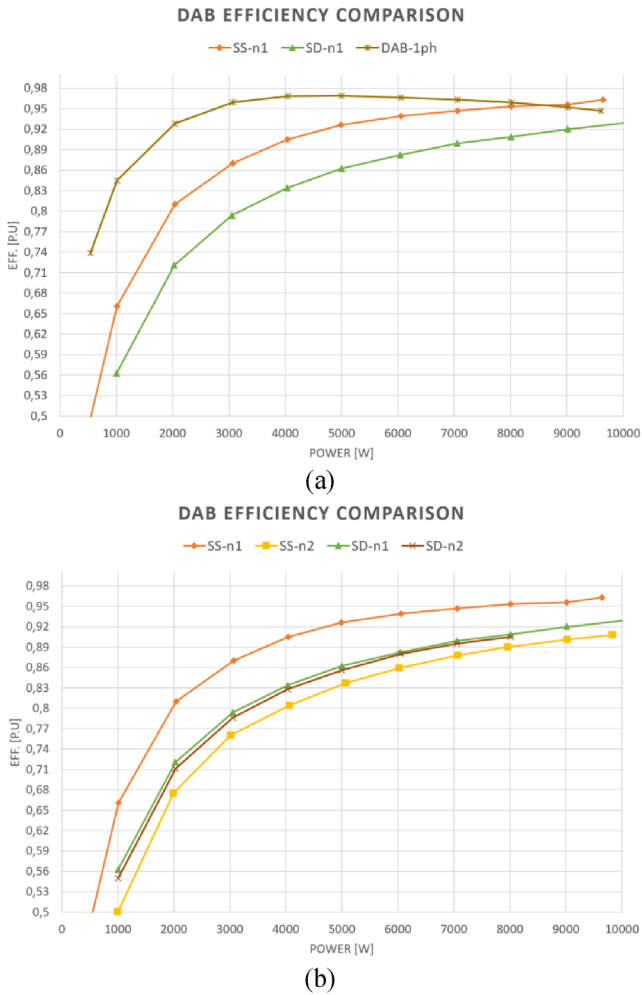 DAB EFFICIENCY COMPARISON
SS-n1 SD-n1 DAB-1ph
0,98
0,95
0,92
0,89
0,86
0,83
0,8
0,77
0,74
0,71
0,68
0,65
0,62
0,59
0,56
0,53
0,5
EFF. [P.U]
0 1000 2000 3000 4000 5000 6000 7000 8000 9000 10000
POWER [W]
(a)
DAB EFFICIENCY COMPARISON
SS-n1 SS-n2 SD-n1 SD-n2
0,98
0,95
0,92
0,89
0,86
0,83
0,8
0,77
0,74
0,71
0,68
0,65
0,62
0,59
0,56
0,53
0,5
EFF. [P.U]
0 1000 2000 3000 4000 5000 6000 7000 8000 9000 10000
POWER [W]
(b)